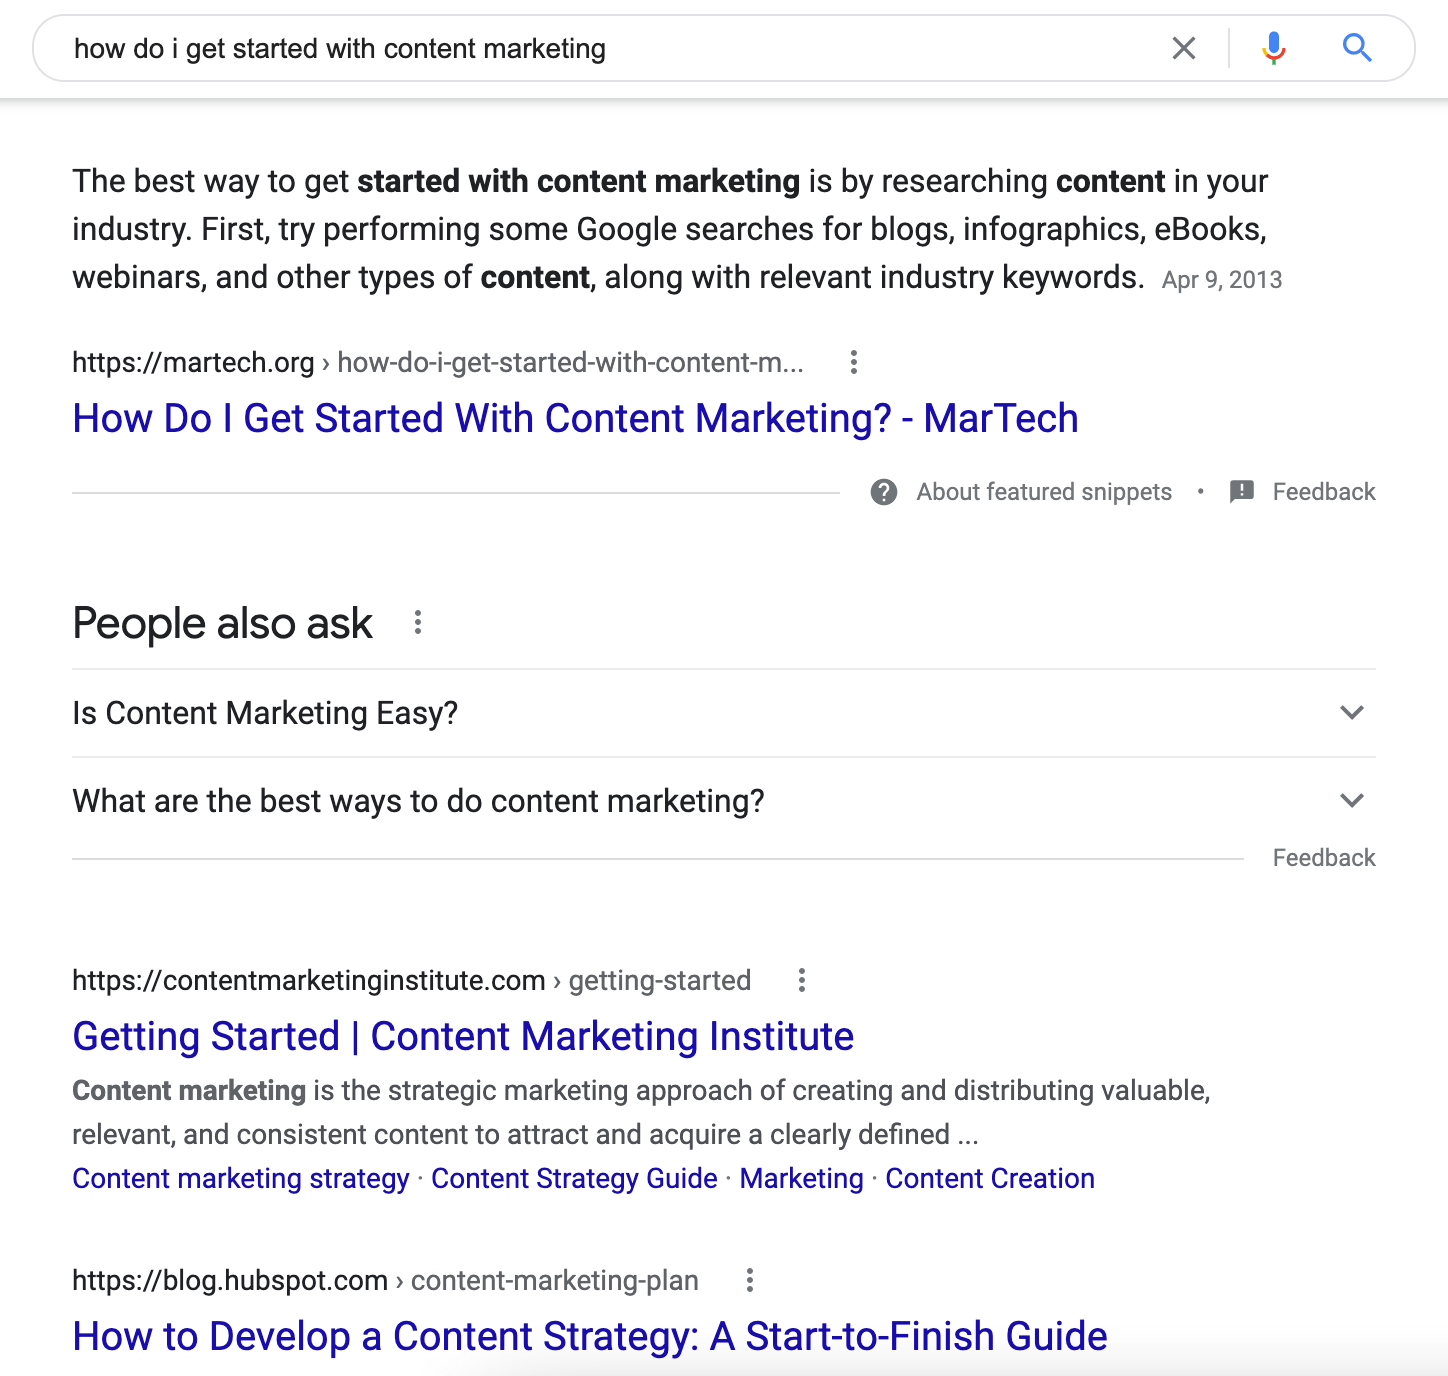 how do i get started with content marketing
The best way to get started with content marketing is by researching content in your
industry. First, try performing some Google searches for blogs, infographics, eBooks,
webinars, and other types of content, along with relevant industry keywords. Apr 9, 2013
https://martech.org › how-do-i-get-started-with-content-m...
How Do I Get Started With Content Marketing? - MarTech
About featured snippets • Feedback
People also ask
Is Content Marketing Easy?
What are the best ways to do content marketing?
Feedback
https://contentmarketinginstitute.com › getting-started
Getting Started | Content Marketing Institute
Content marketing is the strategic marketing approach of creating and distributing valuable,
relevant, and consistent content to attract and acquire a clearly defined ...
Content marketing strategy · Content Strategy Guide · Marketing · Content Creation
https://blog.hubspot.com › content-marketing-plan
How to Develop a Content Strategy: A Start-to-Finish Guide